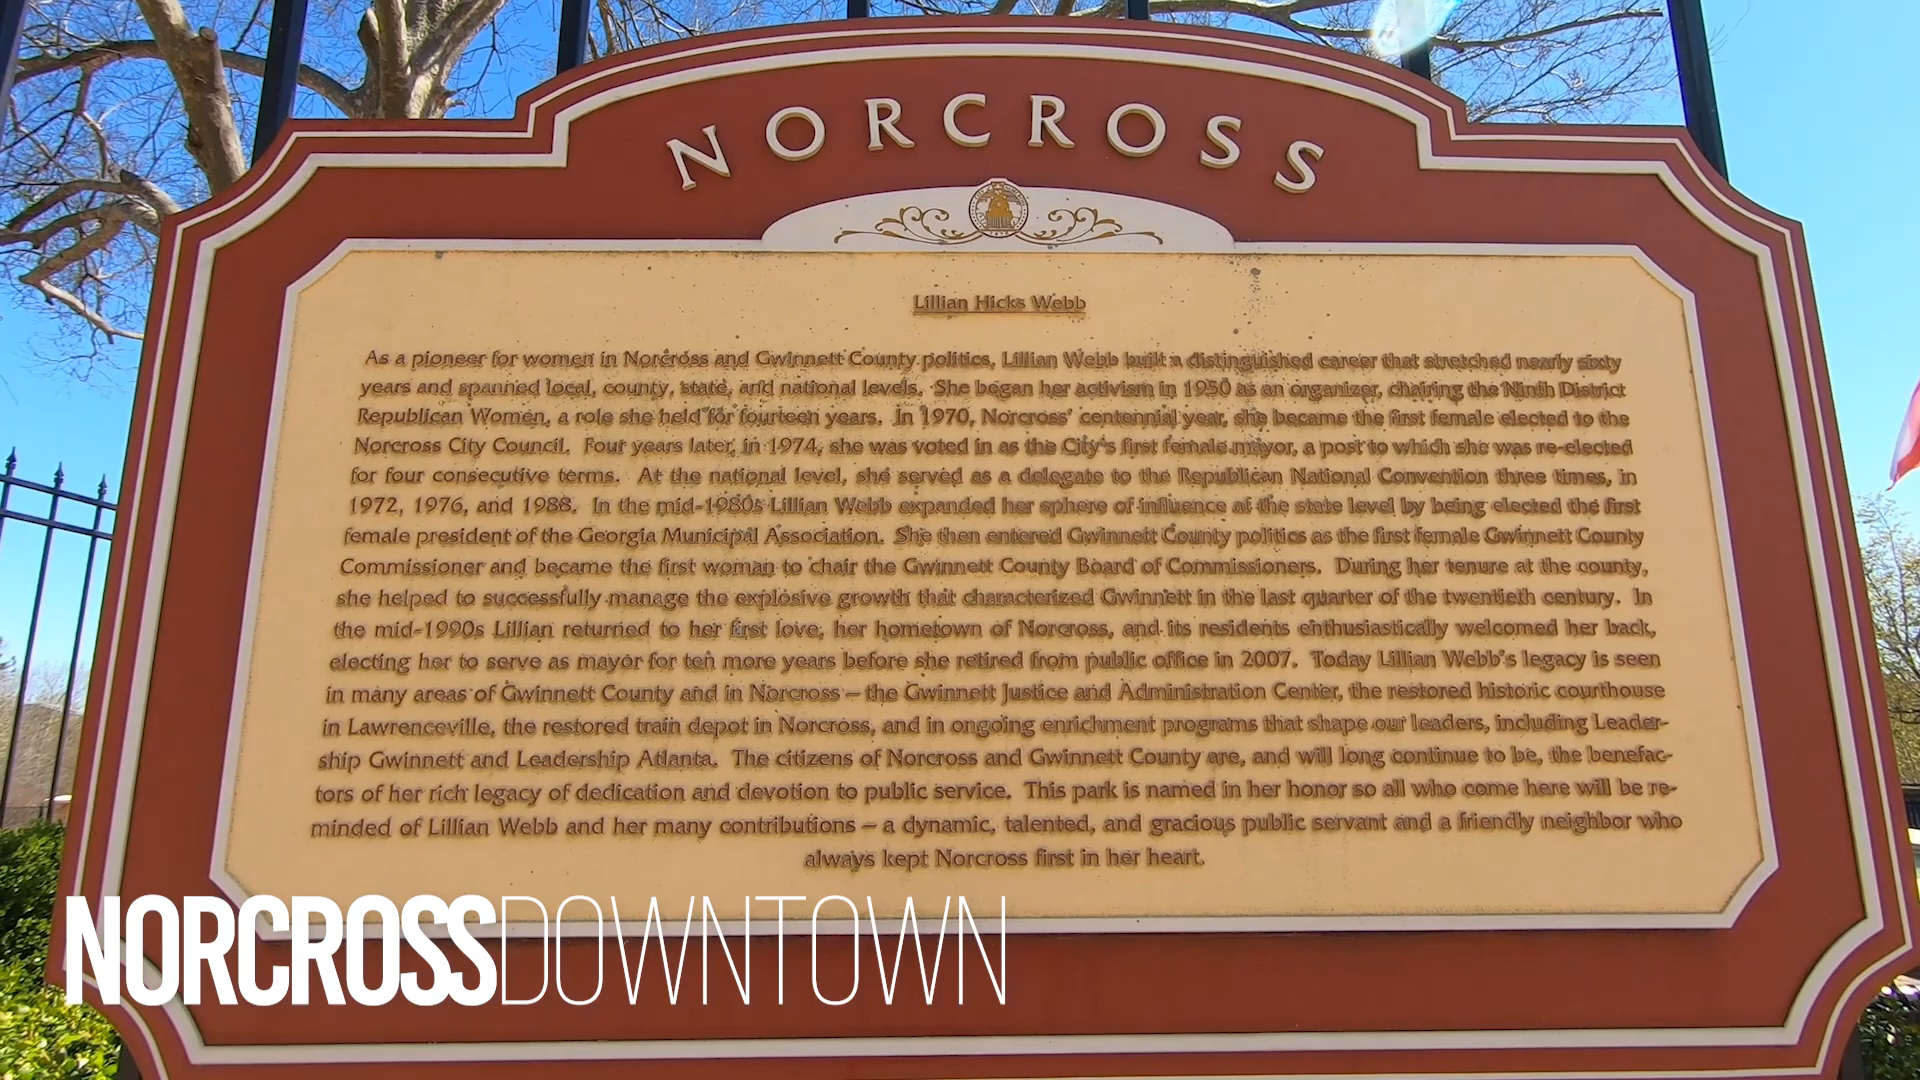 NORCROSS
Lillian Hicks Webb
As a pioneer for women in Norcross and Gwinnett County politics, Lillian Webb built a distinguished career that stretched nearly sixty
years and spanned local, county, state, and national levels. She began her activism in 1950 as an organizer, chairing the Ninth District
Republican Women, a role she held for fourteen years. In 1970, Norcross' centennial year, she became the first female elected to the
Norcross City Council. Four years later, in 1974, she was voted in as the City's first female mayor, a post to which she was re-elected
for four consecutive terms. At the national level, she served as a delegate to the Republican National Convention three times, in
1972, 1976, and 1988. In the mid-1980s Lillian Webb expanded her sphere of influence at the state level by being elected the first
female president of the Georgia Municipal Association. She then entered Gwinnett County politics as the first female Gwinnett County
Commissioner and became the first woman to chair the Gwinnett County Board of Commissioners. During her tenure at the county,
she helped to successfully manage the explosive growth that characterized Gwinnett in the last quarter of the twentieth century. In
the mid-1990s Lillian returned to her first love, her hometown of Norcross, and its residents enthusiastically welcomed her back,
electing her to serve as mayor for ten more years before she retired from public office in 2007. Today Lillian Webb's legacy is seen
in many areas of Gwinnett County and in Norcross – the Gwinnett Justice and Administration Center, the restored historic courthouse
in Lawrenceville, the restored train depot in Norcross, and in ongoing enrichment programs that shape our leaders, including Leader-
ship Gwinnett and Leadership Atlanta. The citizens of Norcross and Gwinnett County are, and will long continue to be, the benefac-
tors of her rich legacy of dedication and devotion to public service. This park is named in her honor so all who come here will be re-
minded of Lillian Webb and her many contributions – a dynamic, talented, and gracious public servant and a friendly neighbor who
always kept Norcross first in her heart.
NORCROSSDOWNTOWN